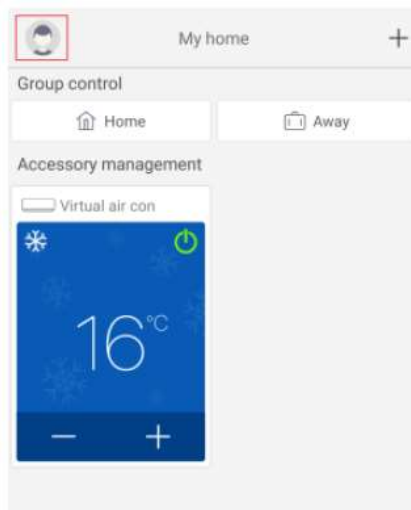 My home
Group control
Home
Away
Accessory management
Virtual air con
16°C